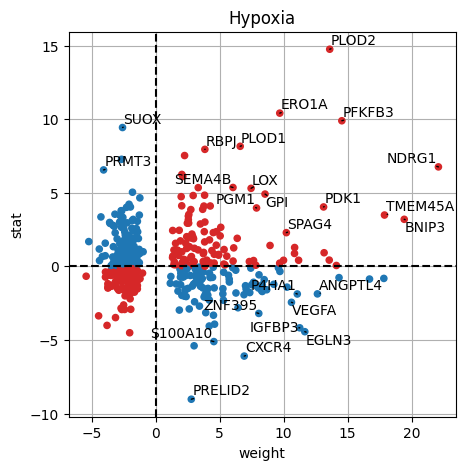 Hypoxia
PLOD2
15
ERO1A
PFKFB3
10
SUOX
RBPJ
PLOD1
PRMT3
NDRG1
SEMA4B
LOX
5
PGM1
GPI
PDK1
TMEM45A
SPAG4
BNIP3
stat
0
P4HA1
ANGPTL4
ZNF395
VEGFA
IGFBP3
S100A10
EGLN3
−5
CXCR4
PRELID2
−10
−5
0
5
10
15
20
weight